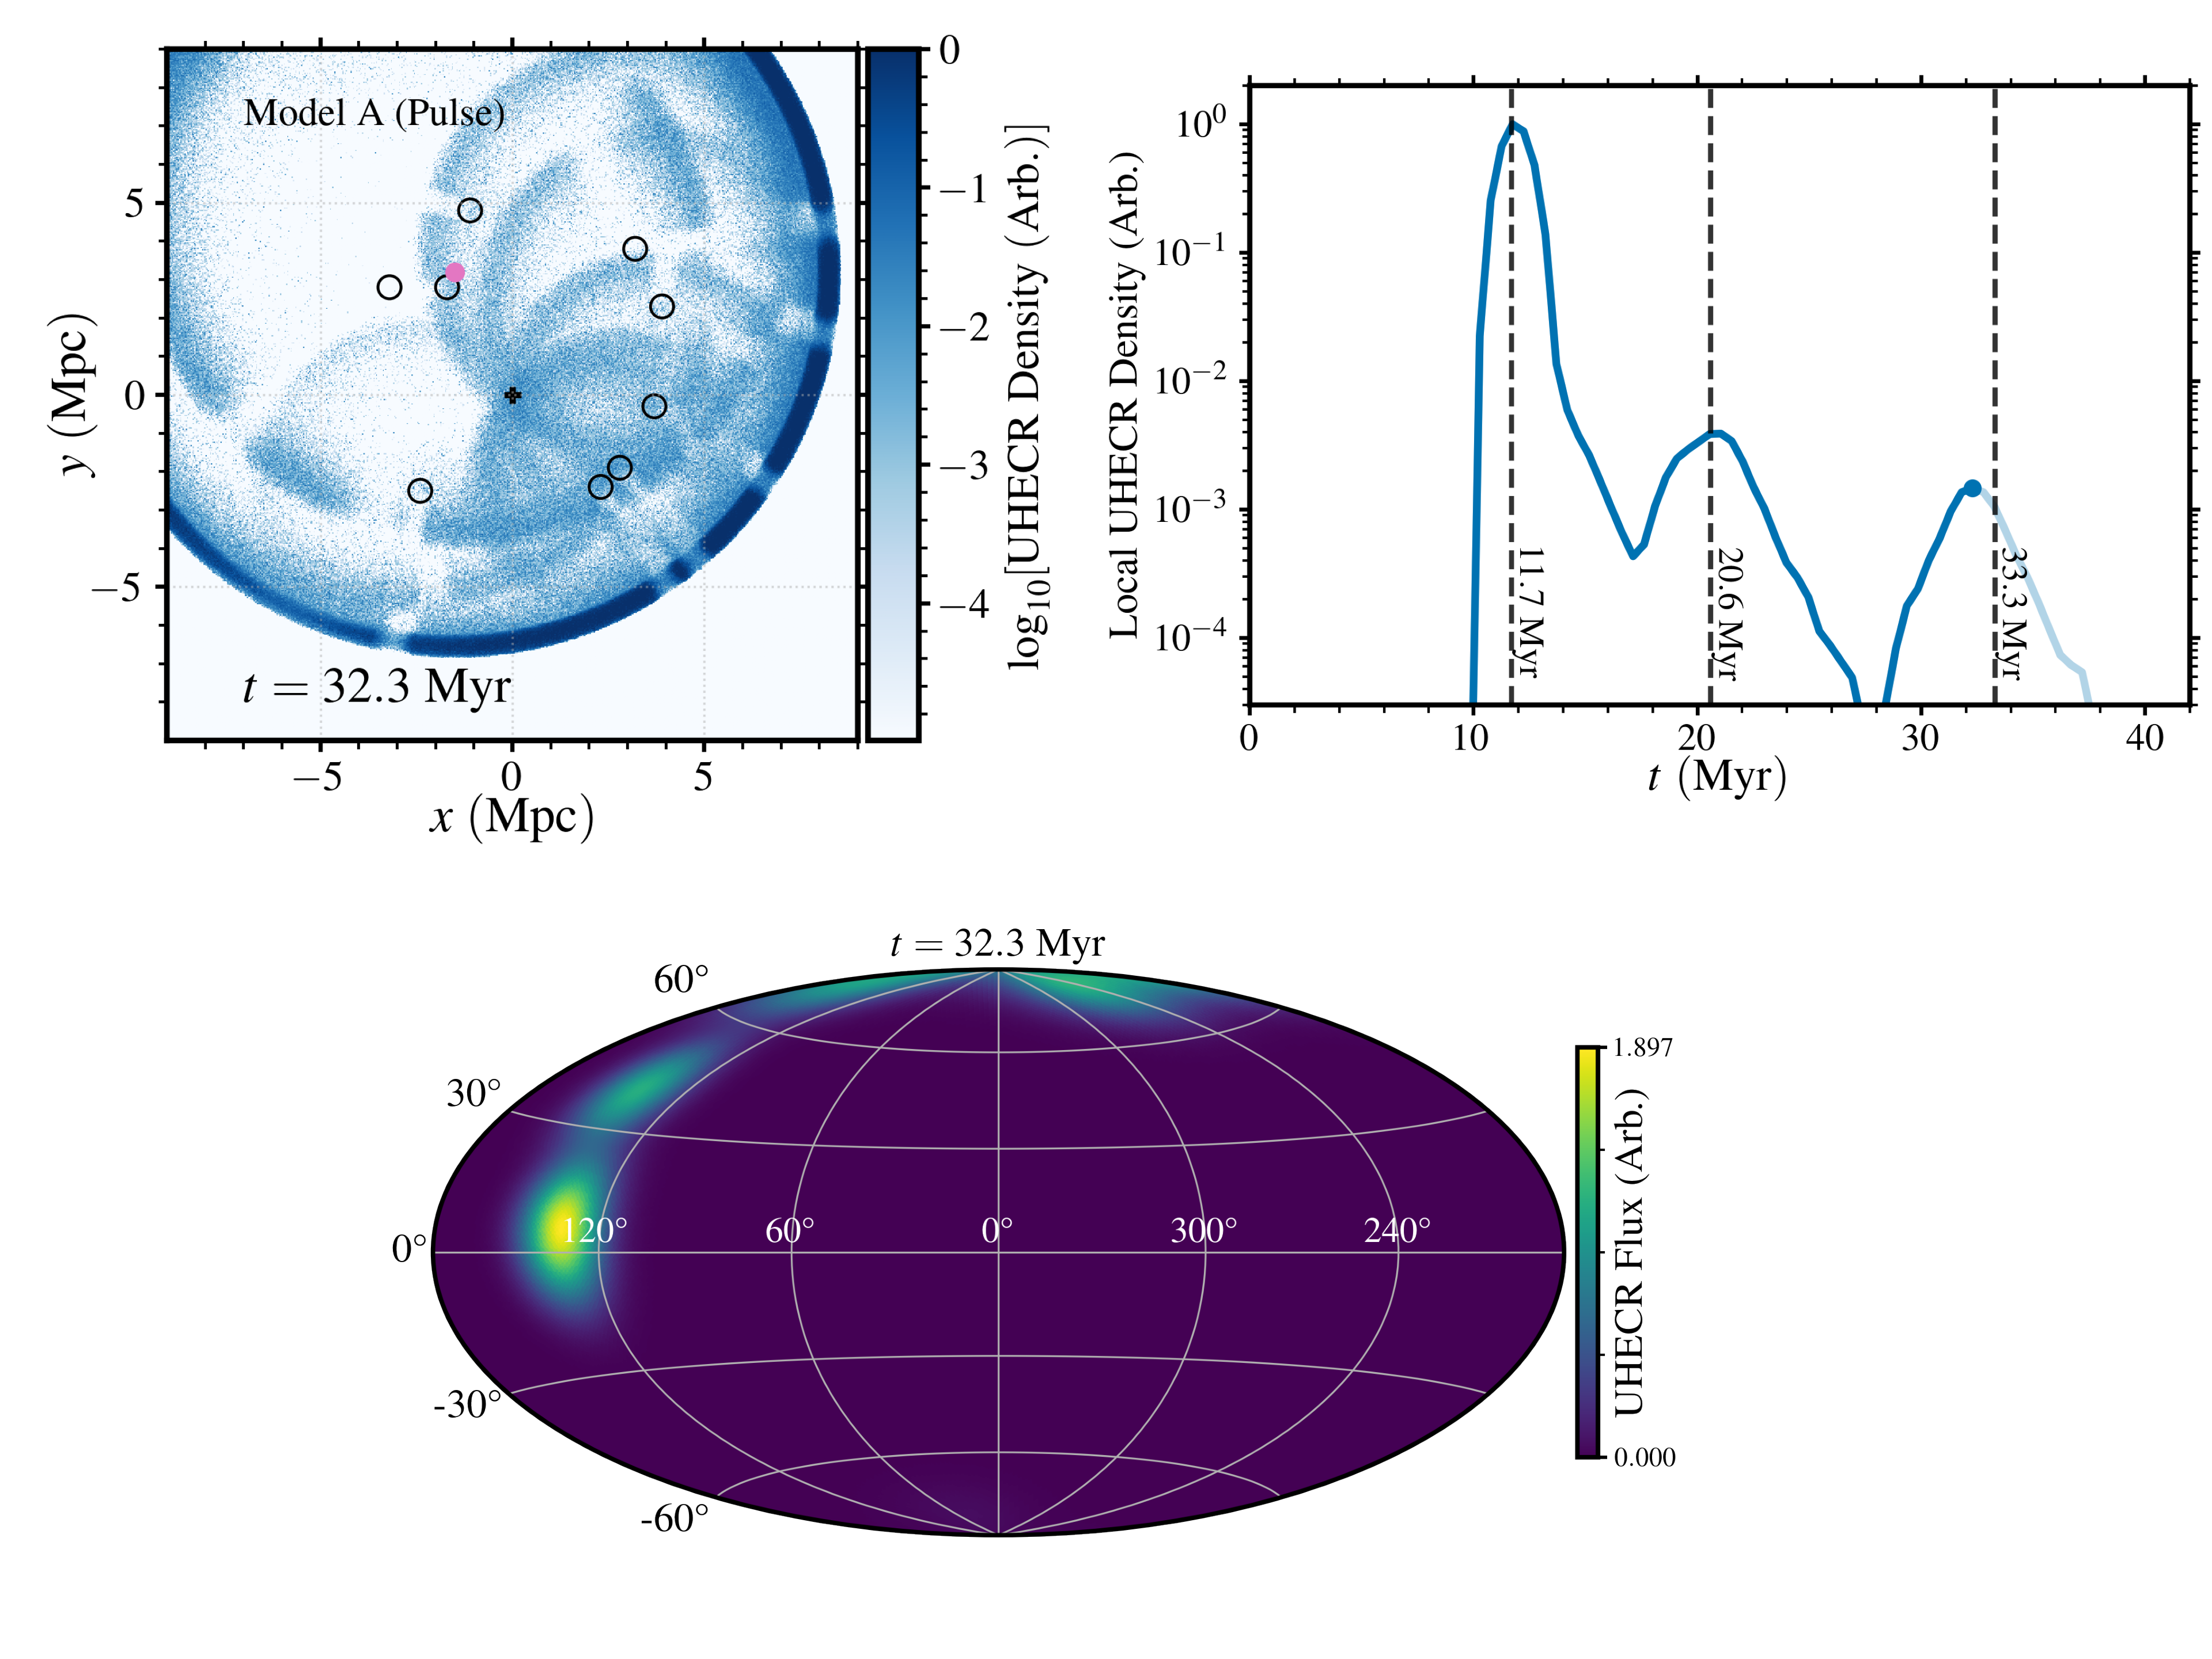 Model A (Pulse)
t = 32.3 Myr
5
0
−5
−5
0
5
y (Mpc)
x (Mpc)
0
−1
−2
−3
−4
log10[UHECR Density (Arb.)]
Local UHECR Density (Arb.)
10^0
10^−1
10^−2
10^−3
10^−4
11.7 Myr
20.6 Myr
33.3 Myr
0
10
20
30
40
t (Myr)
t = 32.3 Myr
60°
30°
0°
-30°
-60°
120°
60°
0°
300°
240°
1.897
0.000
UHECR Flux (Arb.)